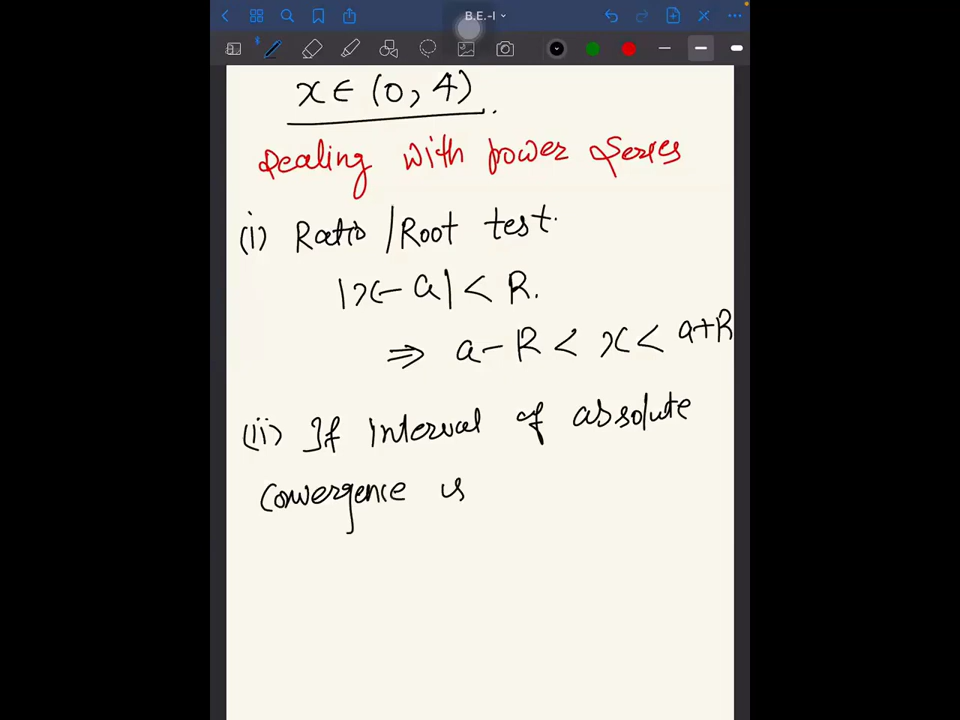 B.E.-I
x ∈ (0, 4).
Dealing with power Series
(i) Ratio/Root test.
|x-a| < R.
⇒ a-R < x < a+R
(ii) If interval of absolute
convergence is